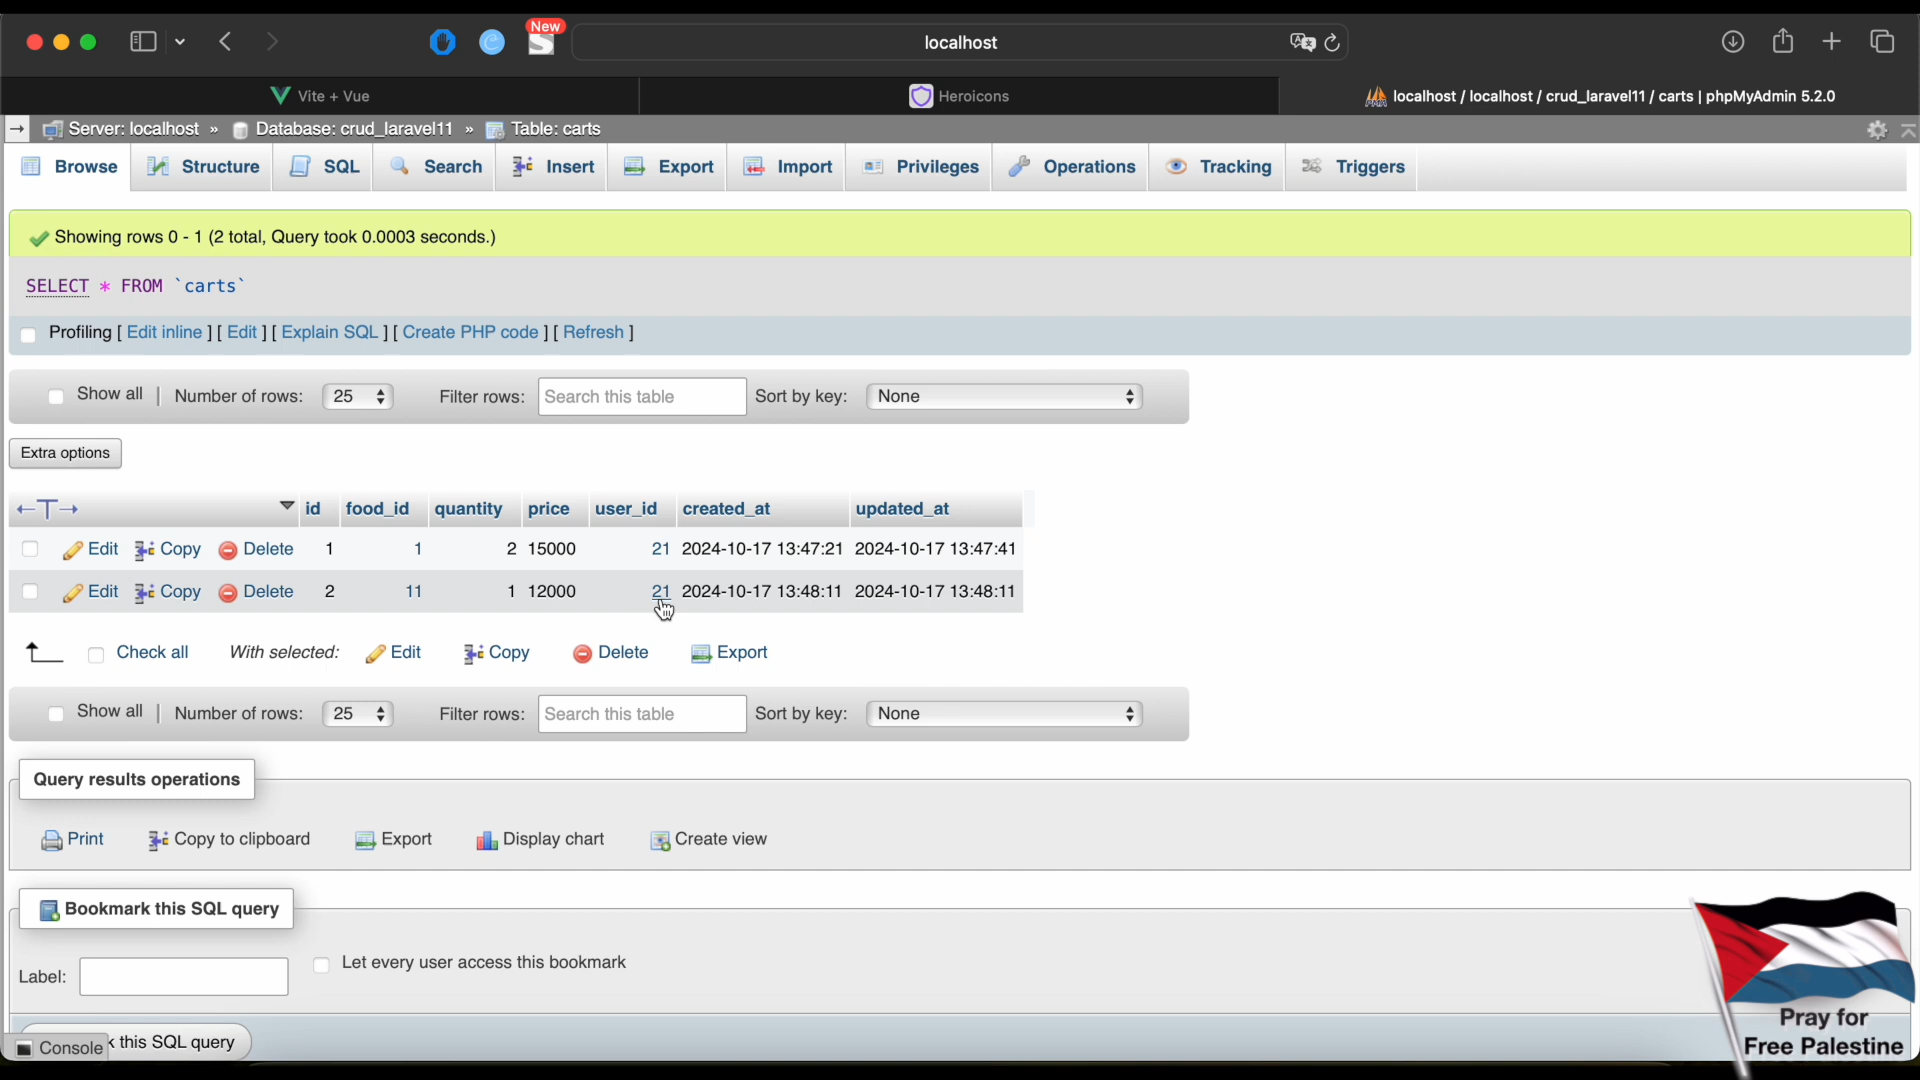 New
localhost
Vite + Vue
Heroicons
localhost / localhost / crud_laravel11 / carts | phpMyAdmin 5.2.0
Server: localhost » Database: crud_laravel11 » Table: carts
Browse Structure SQL Search Insert Export Import Privileges Operations Tracking Triggers
Showing rows 0 - 1 (2 total, Query took 0.0003 seconds.)
SELECT * FROM `carts`
Profiling [ Edit inline ] [ Edit ] [ Explain SQL ] [ Create PHP code ] [ Refresh ]
Show all | Number of rows: 25 Filter rows: Search this table Sort by key: None
Extra options
←T→ id food_id quantity price user_id created_at updated_at
Edit Copy Delete 1 1 2 15000 21 2024-10-17 13:47:21 2024-10-17 13:47:41
Edit Copy Delete 2 11 1 12000 21 2024-10-17 13:48:11 2024-10-17 13:48:11
Check all With selected: Edit Copy Delete Export
Show all | Number of rows: 25 Filter rows: Search this table Sort by key: None
Query results operations
Print Copy to clipboard Export Display chart Create view
Bookmark this SQL query
Label: Let every user access this bookmark
Console k this SQL query
Pray for
Free Palestine